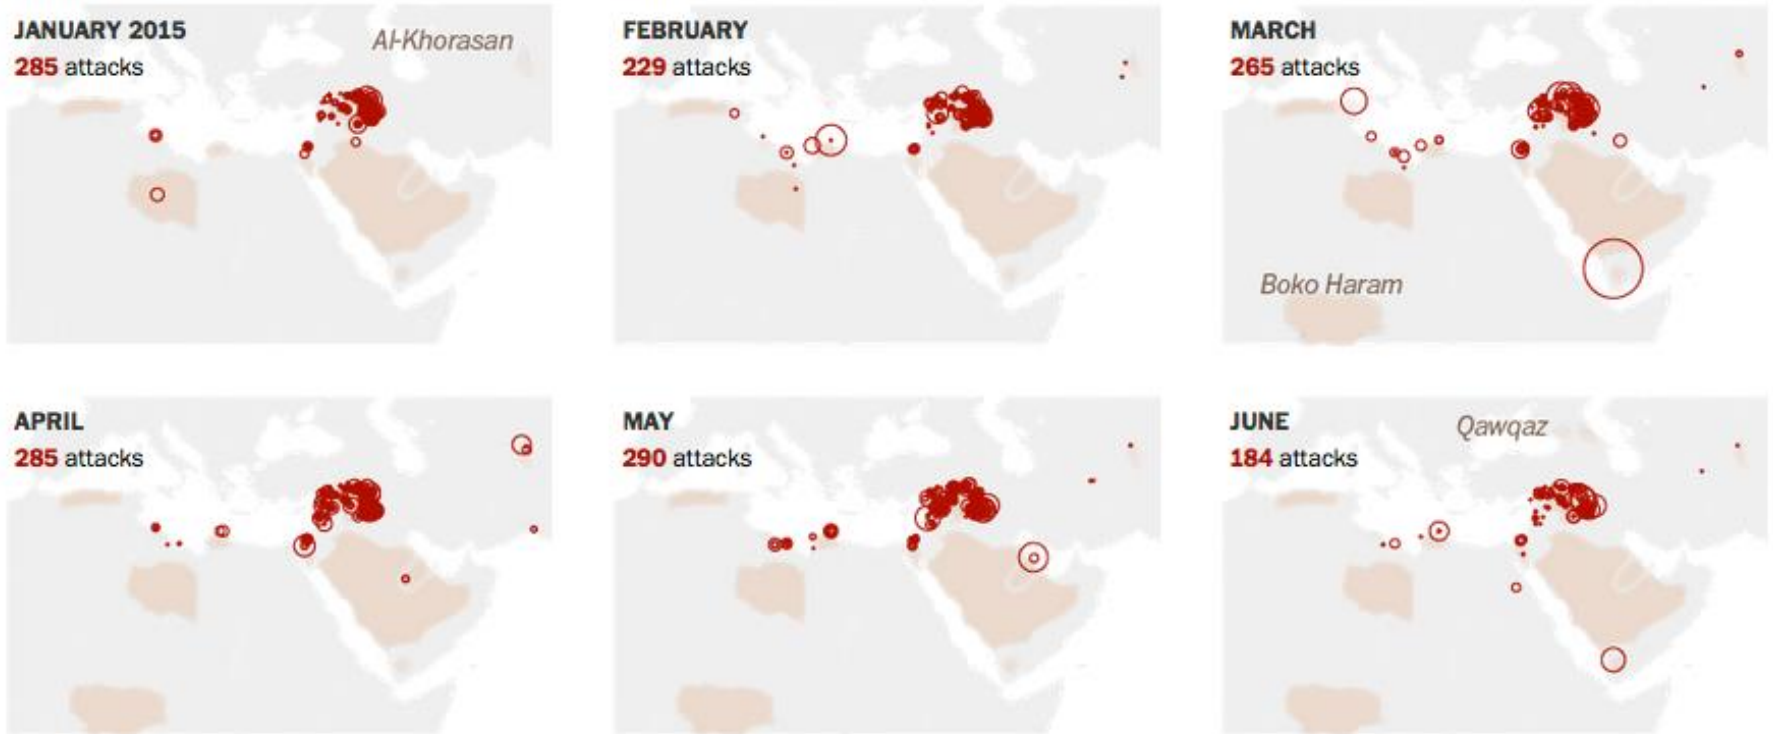 JANUARY 2015
285 attacks
Al-Khorasan
FEBRUARY
229 attacks
MARCH
265 attacks
Boko Haram
APRIL
285 attacks
MAY
290 attacks
JUNE
184 attacks
Qawqaz